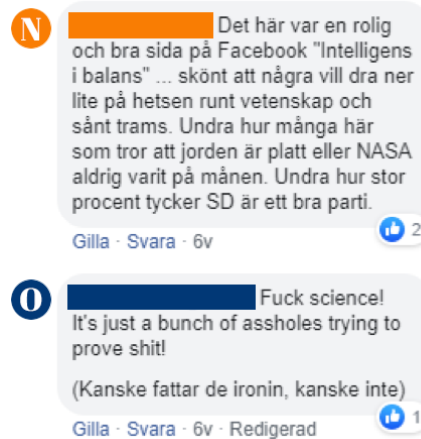 N
Det här var en rolig
och bra sida på Facebook "Intelligens
i balans" ... skönt att några vill dra ner
lite på hetsen runt vetenskap och
sånt trams. Undra hur många här
som tror att jorden är platt eller NASA
aldrig varit på månen. Undra hur stor
procent tycker SD är ett bra parti.
2
Gilla · Svara · 6v
O
Fuck science!
It's just a bunch of assholes trying to
prove shit!
(Kanske fattar de ironin, kanske inte)
1
Gilla · Svara · 6v · Redigerad